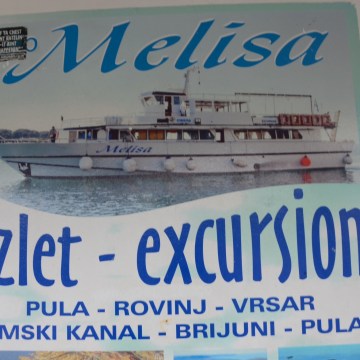 Melisa
Melisa
zlet - excursion
PULA - ROVINJ - VRSAR
MSKI KANAL - BRIJUNI - PULA